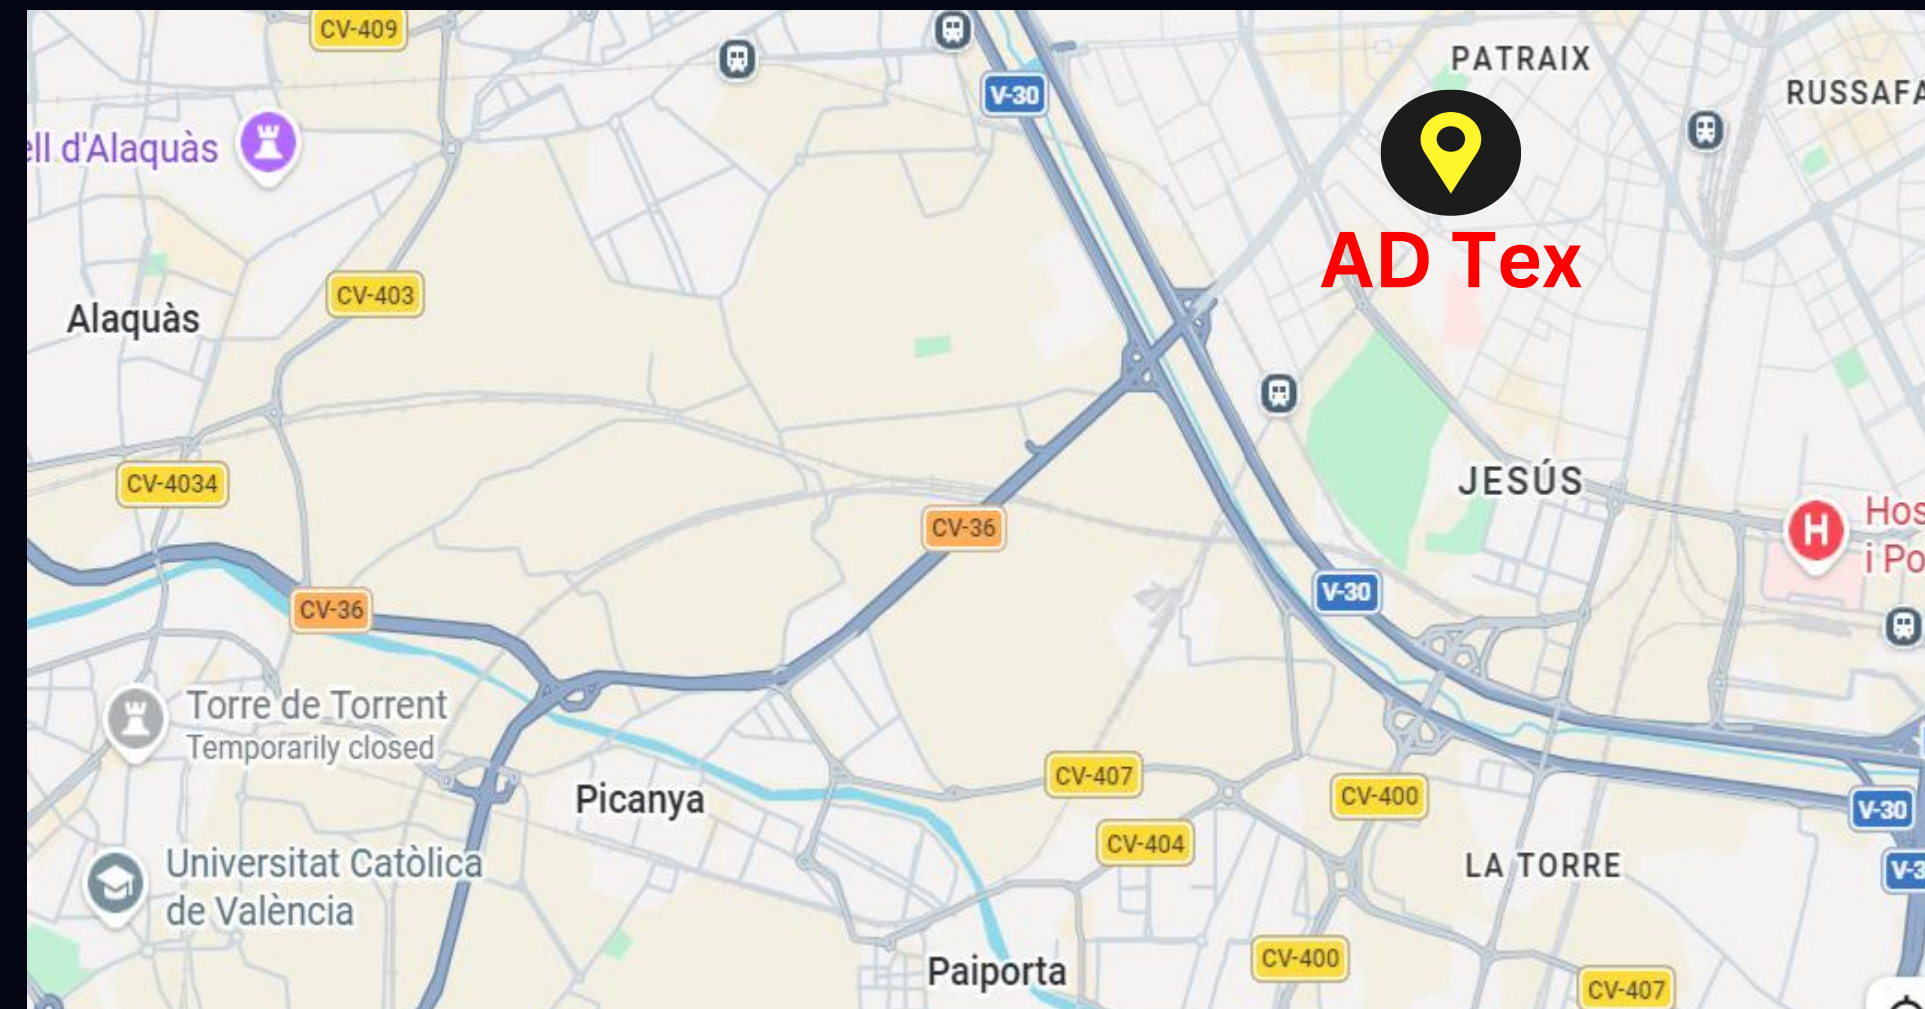 CV-409
PATRAIX
V-30
RUSSAFA
ell d'Alaquàs
AD Tex
CV-403
Alaquàs
JESÚS
CV-4034
H
Hos
i Po
CV-36
V-30
CV-36
Torre de Torrent
Temporarily closed
CV-407
Picanya
CV-400
V-30
CV-404
Universitat Catòlica
de València
LA TORRE
V-3
CV-400
Paiporta
CV-407